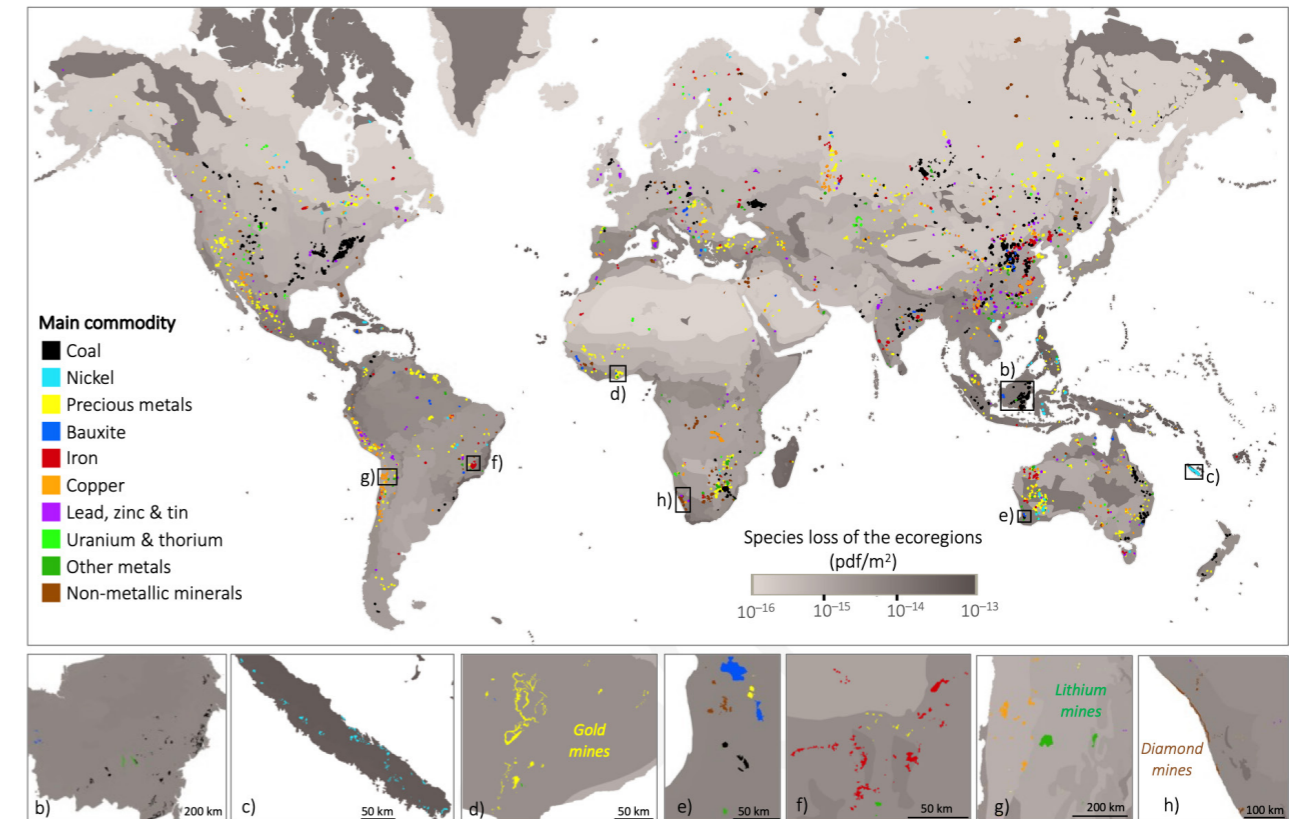 Main commodity
Coal
Nickel
Precious metals
Bauxite
Iron
Copper
Lead, zinc & tin
Uranium & thorium
Other metals
Non-metallic minerals
b)
d)
f)
g)
c)
h)
e)
Species loss of the ecoregions
(pdf/m²)
10⁻¹⁶ 10⁻¹⁵ 10⁻¹⁴ 10⁻¹³
b) 200 km
c) 50 km
Gold
mines
d) 50 km
e) 50 km
f) 50 km
Lithium
mines
g) 200 km
Diamond
mines
h) 100 km